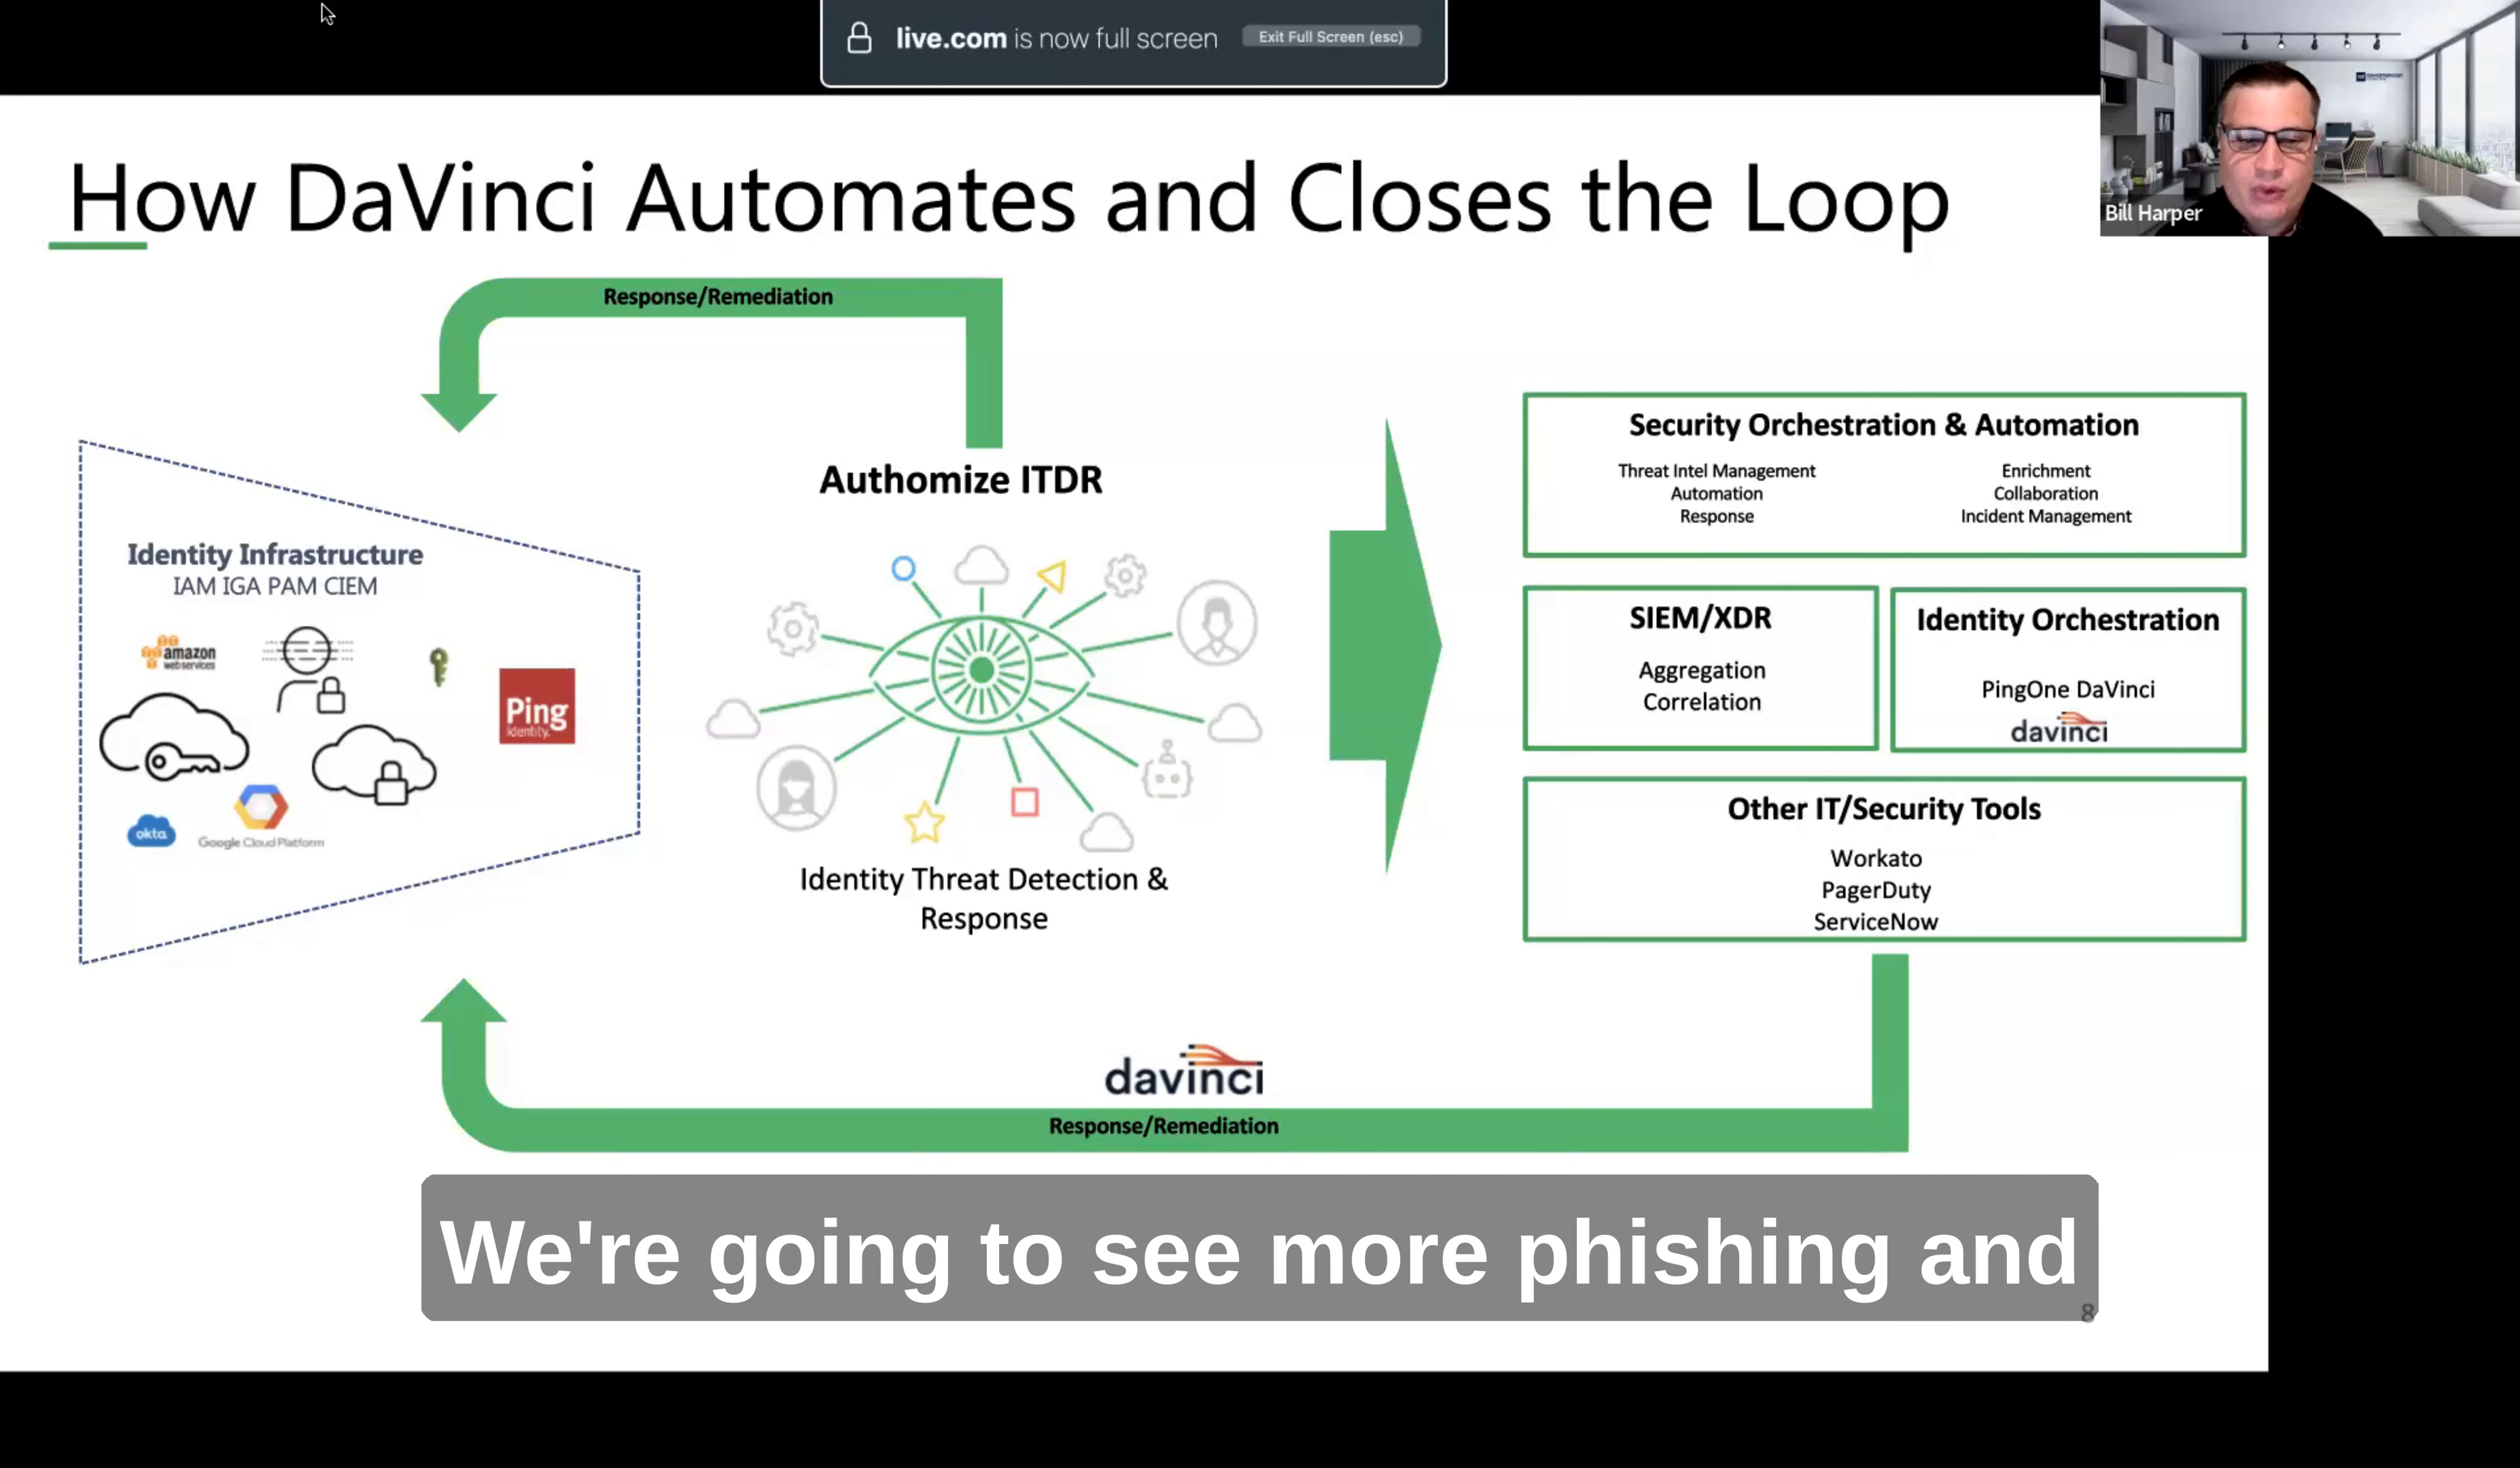 live.com is now full screen
Exit Full Screen (esc)
Bill Harper
How DaVinci Automates and Closes the Loop
Response/Remediation
Identity Infrastructure
IAM IGA PAM CIEM
amazon
webservices
Ping
Identity.
okta
Google Cloud Platform
Authomize ITDR
Identity Threat Detection &
Response
Security Orchestration & Automation
Threat Intel Management
Automation
Response
Enrichment
Collaboration
Incident Management
SIEM/XDR
Aggregation
Correlation
Identity Orchestration
PingOne DaVinci
davinci
Other IT/Security Tools
Workato
PagerDuty
ServiceNow
davinci
Response/Remediation
We're going to see more phishing and
8